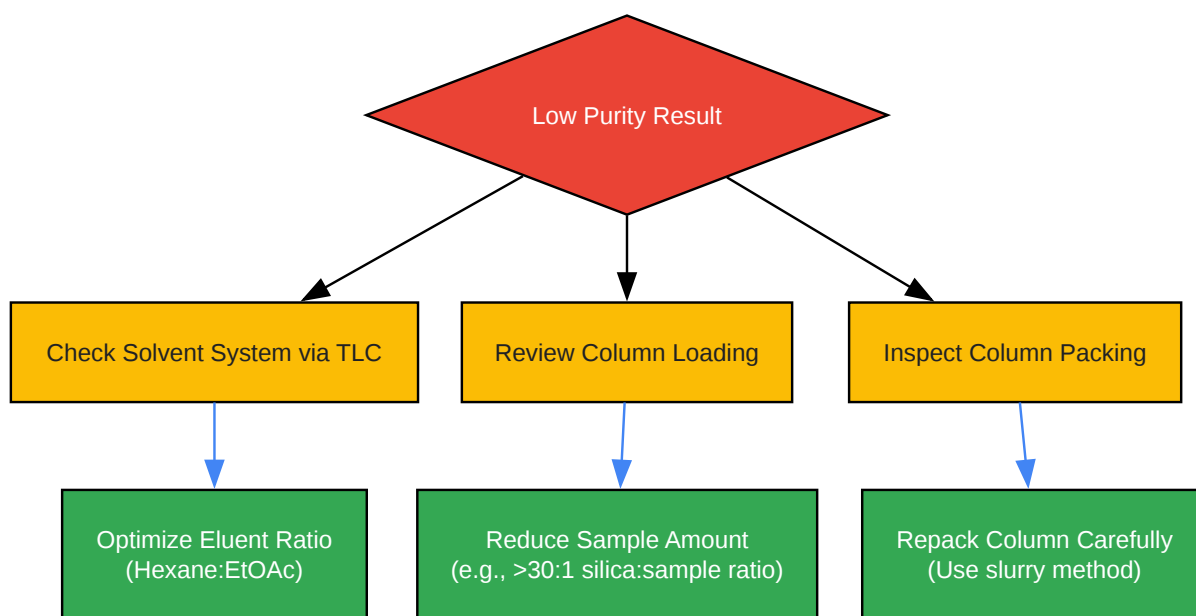 Low Purity Result
Check Solvent System via TLC
Review Column Loading
Inspect Column Packing
Optimize Eluent Ratio
(Hexane:EtOAc)
Reduce Sample Amount
(e.g., >30:1 silica:sample ratio)
Repack Column Carefully
(Use slurry method)